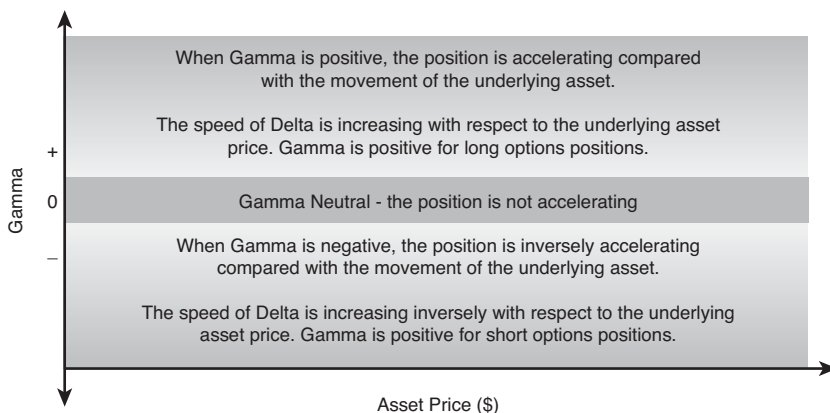 When Gamma is positive, the position is accelerating compared
with the movement of the underlying asset.
The speed of Delta is increasing with respect to the underlying asset
price. Gamma is positive for long options positions.
+
Gamma
0
Gamma Neutral - the position is not accelerating
–
When Gamma is negative, the position is inversely accelerating
compared with the movement of the underlying asset.
The speed of Delta is increasing inversely with respect to the underlying
asset price. Gamma is positive for short options positions.
Asset Price ($)